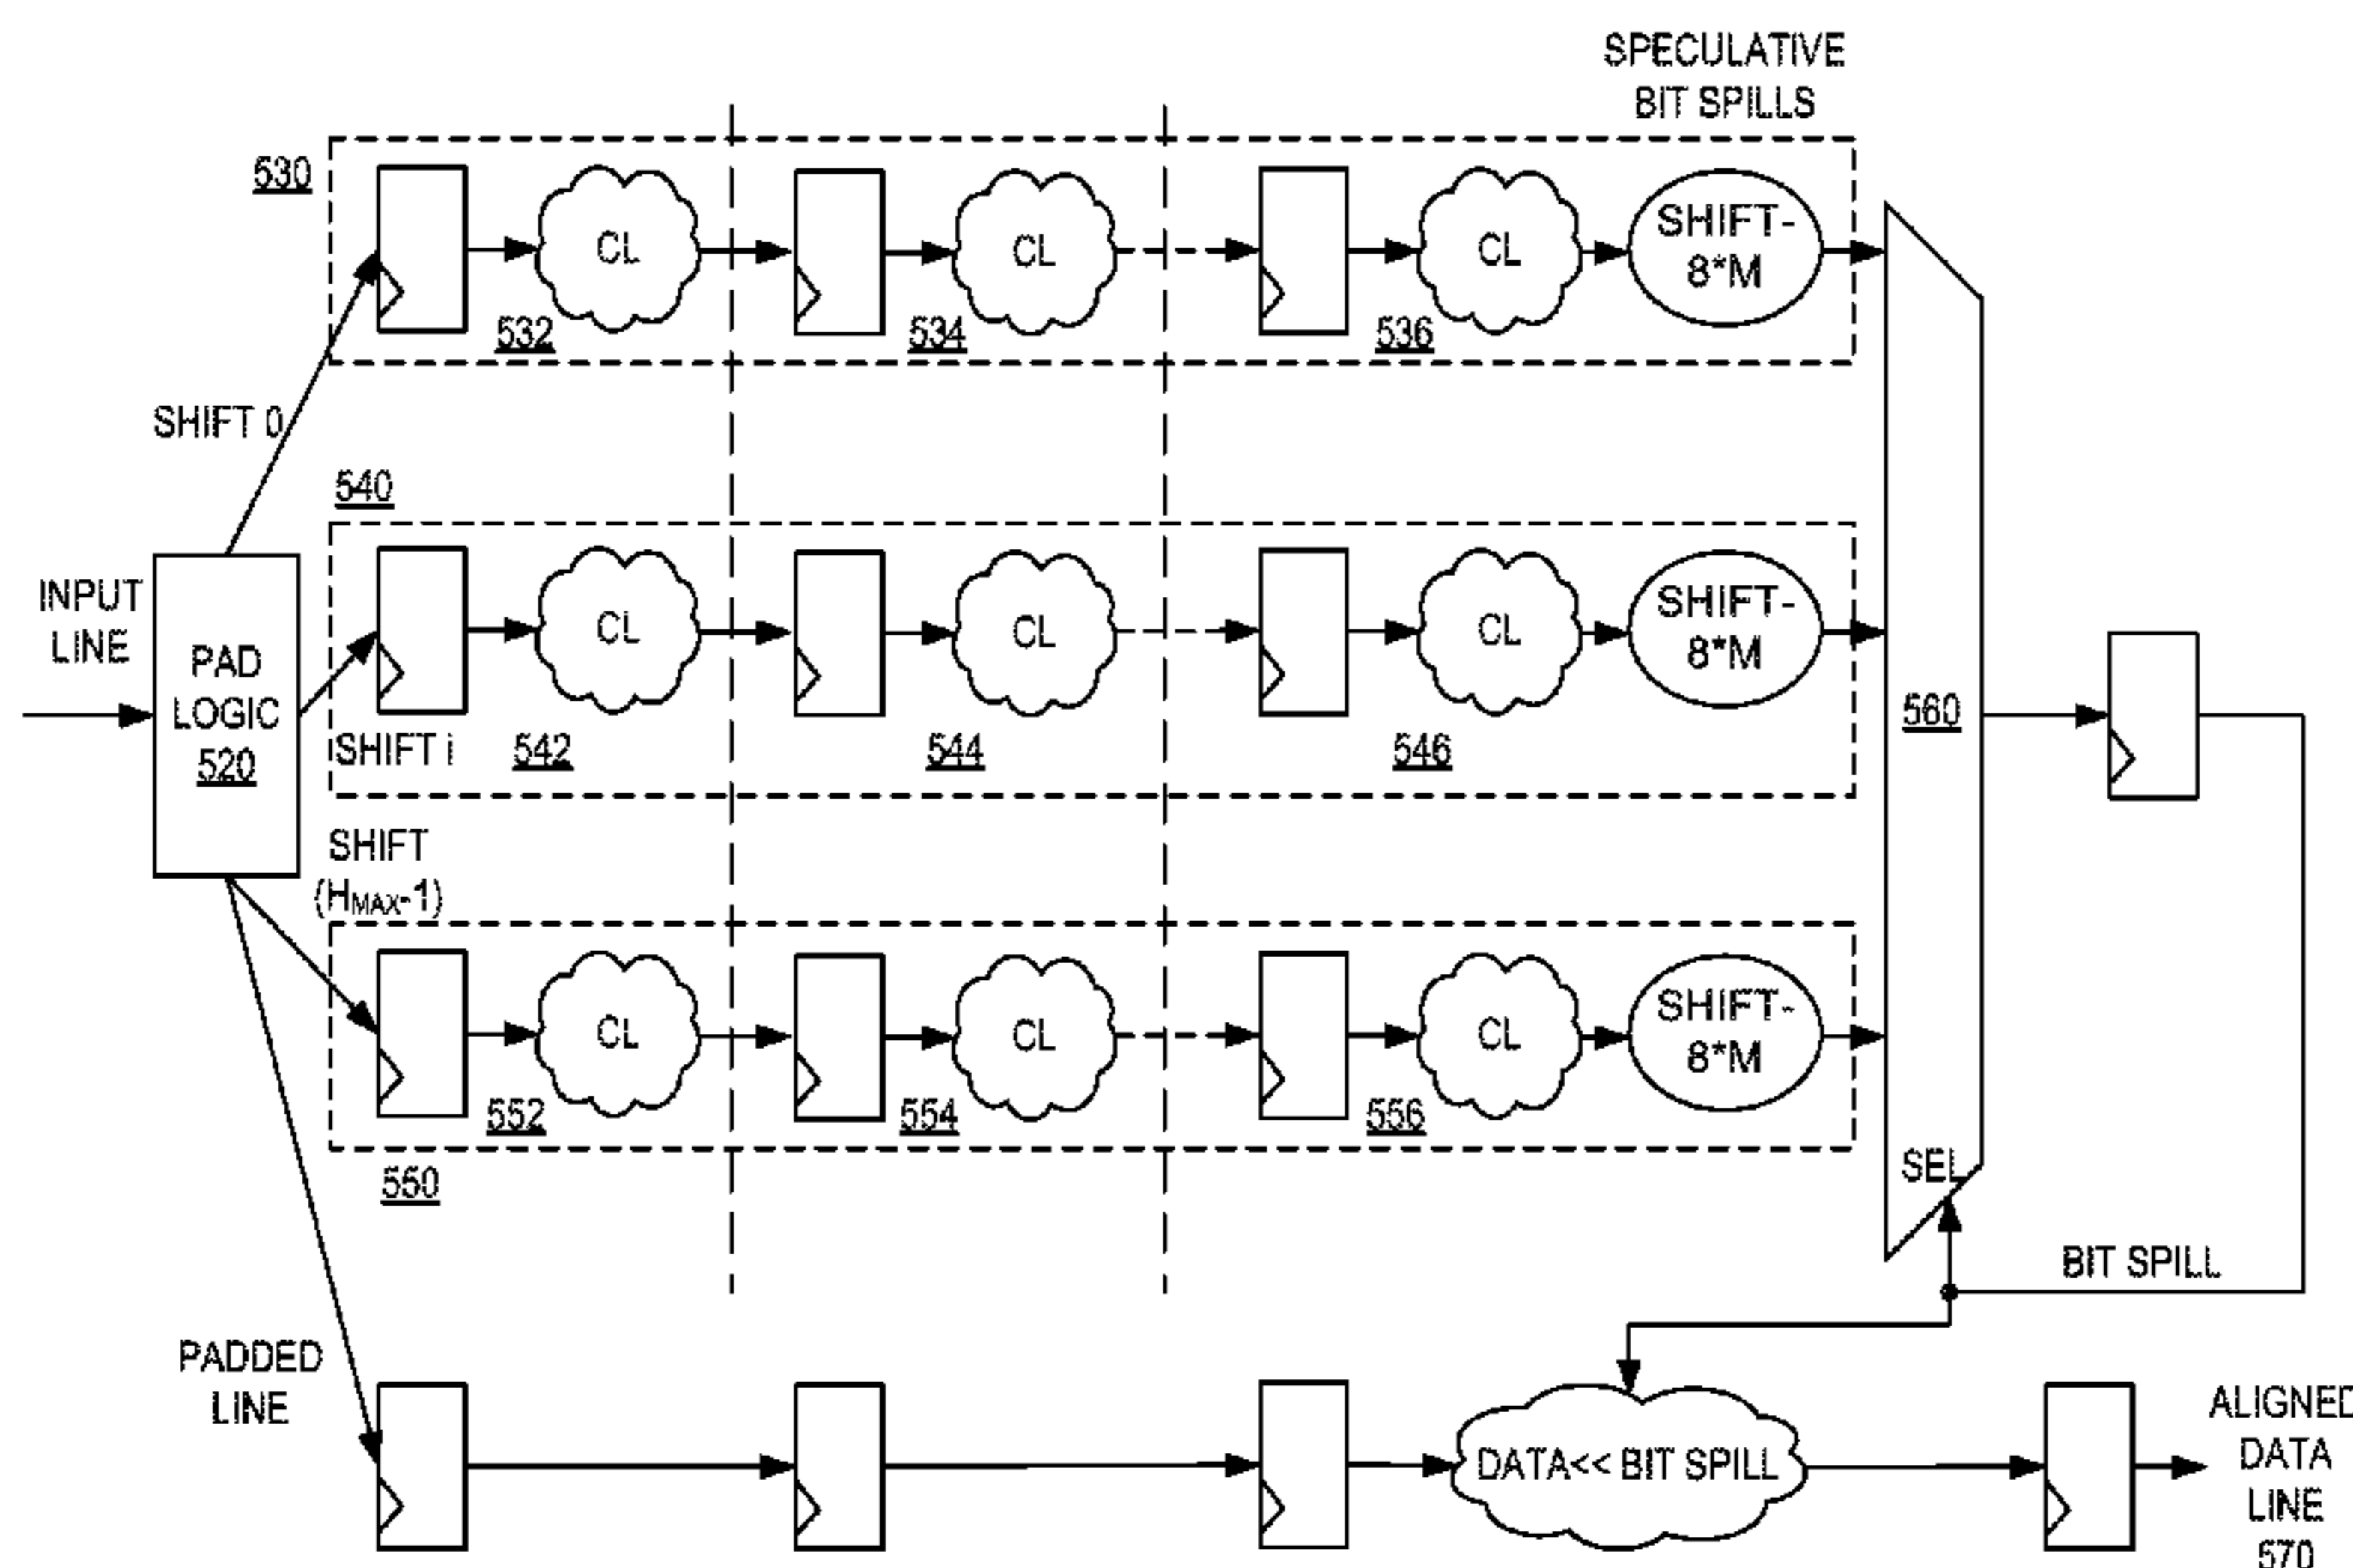 SPECULATIVE
BIT SPILLS
530
CL
CL
CL
SHIFT-
8*M
532
534
536
SHIFT 0
540
INPUT
LINE
PAD
LOGIC
520
CL
CL
CL
SHIFT-
8*M
560
SHIFT i
542
544
546
SHIFT
(HMAX-1)
CL
CL
CL
SHIFT-
8*M
552
554
556
550
SEL
BIT SPILL
PADDED
LINE
DATA<< BIT SPILL
ALIGNED
DATA
LINE
570